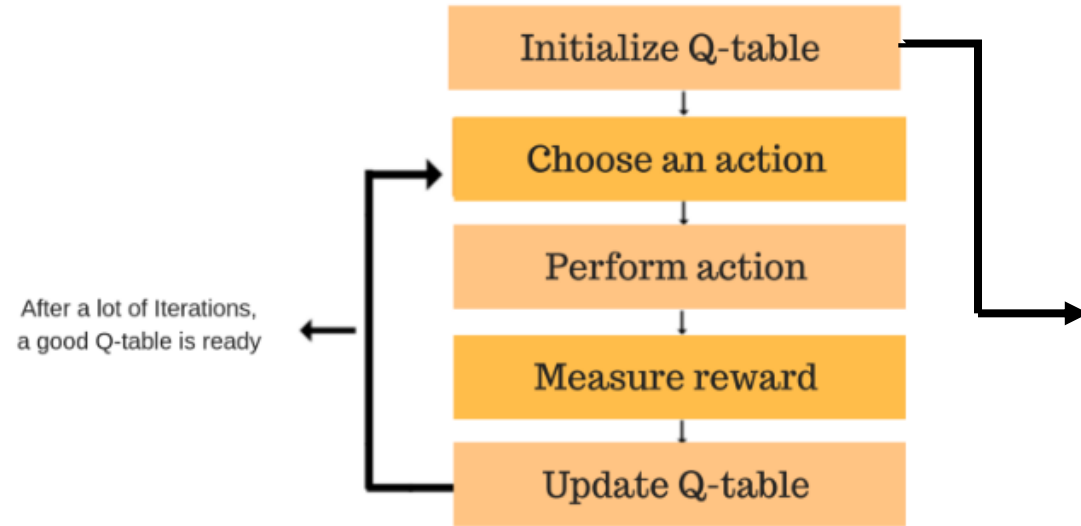 Initialize Q-table
Choose an action
Perform action
Measure reward
Update Q-table
After a lot of Iterations,
a good Q-table is ready